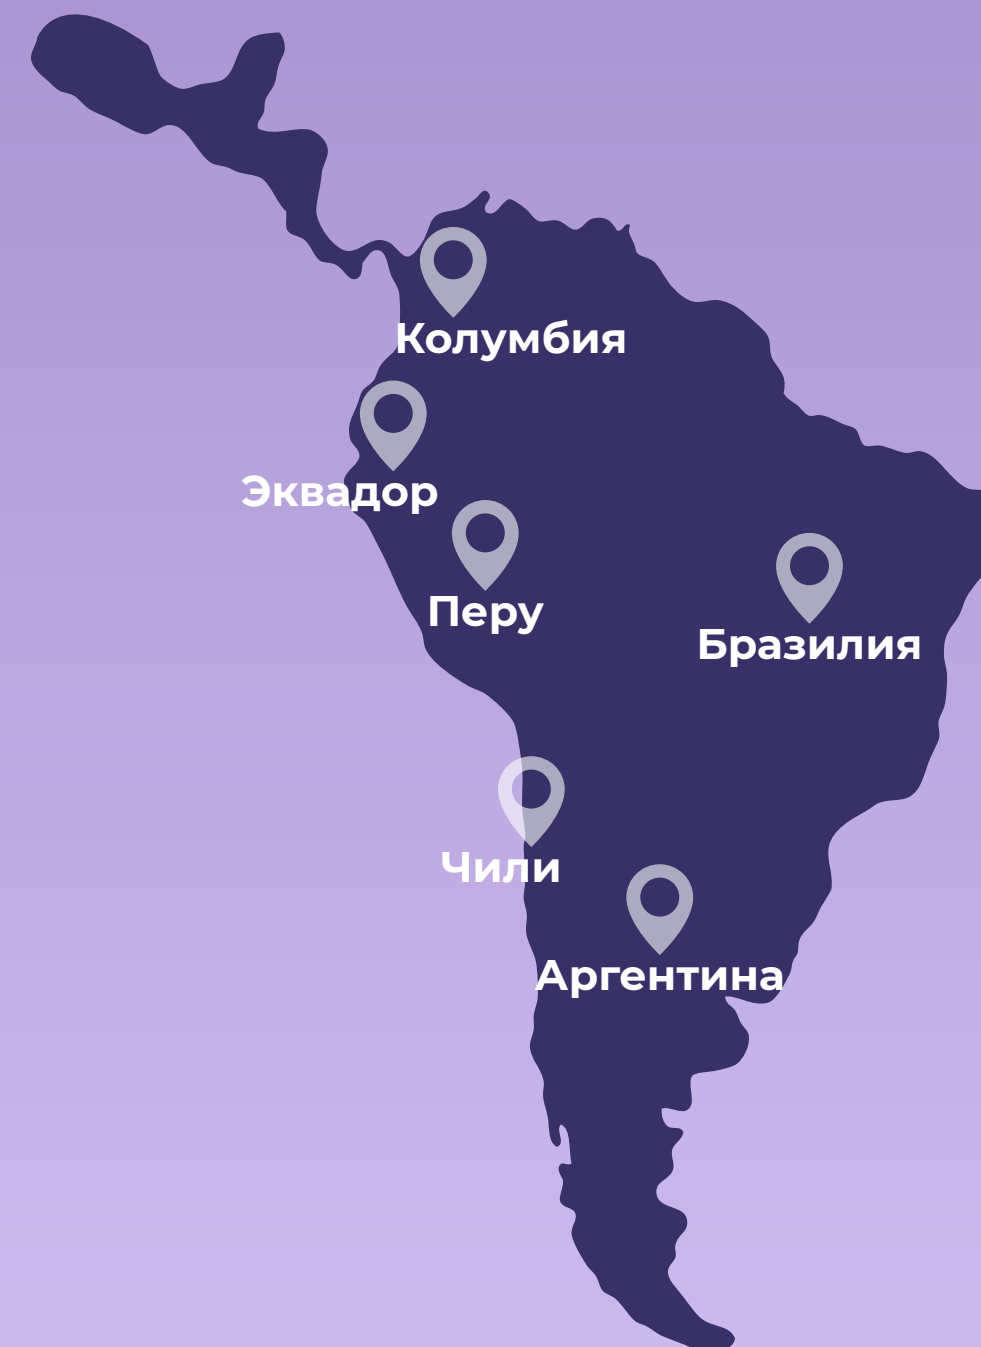 Колумбия
Эквадор
Перу
Бразилия
Чили
Аргентина